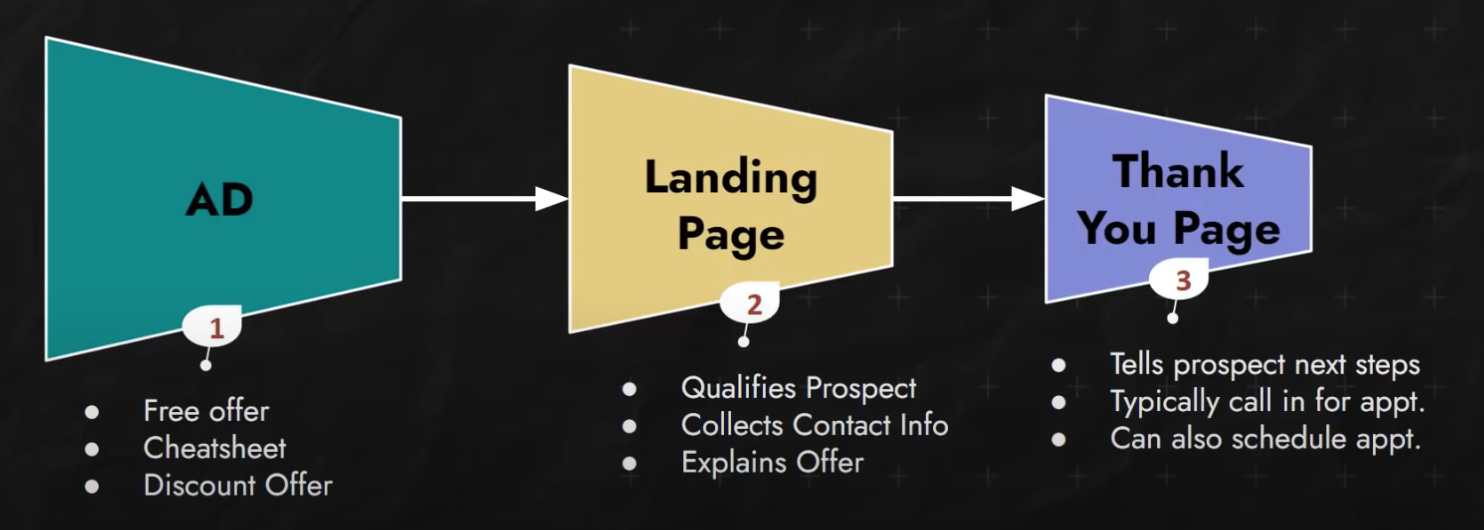 AD
1
● Free offer
● Cheatsheet
● Discount Offer
Landing
Page
2
● Qualifies Prospect
● Collects Contact Info
● Explains Offer
Thank
You Page
3
● Tells prospect next steps
● Typically call in for appt.
● Can also schedule appt.